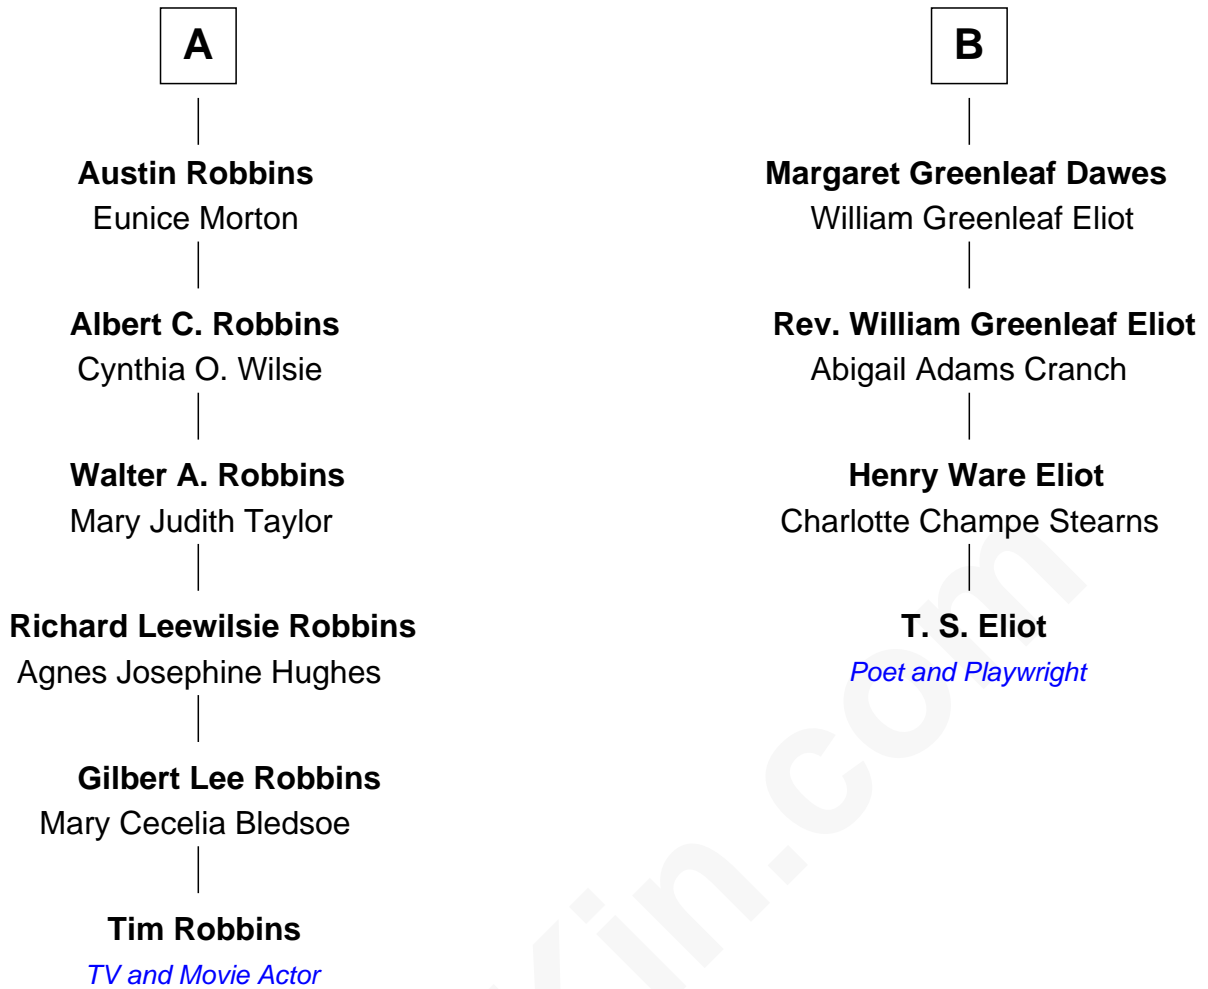 A
Austin Robbins
Eunice Morton
Albert C. Robbins
Cynthia O. Wilsie
Walter A. Robbins
Mary Judith Taylor
Richard Leewilsie Robbins
Agnes Josephine Hughes
Gilbert Lee Robbins
Mary Cecelia Bledsoe
Tim Robbins
TV and Movie Actor
B
Margaret Greenleaf Dawes
William Greenleaf Eliot
Rev. William Greenleaf Eliot
Abigail Adams Cranch
Henry Ware Eliot
Charlotte Champe Stearns
T. S. Eliot
Poet and Playwright